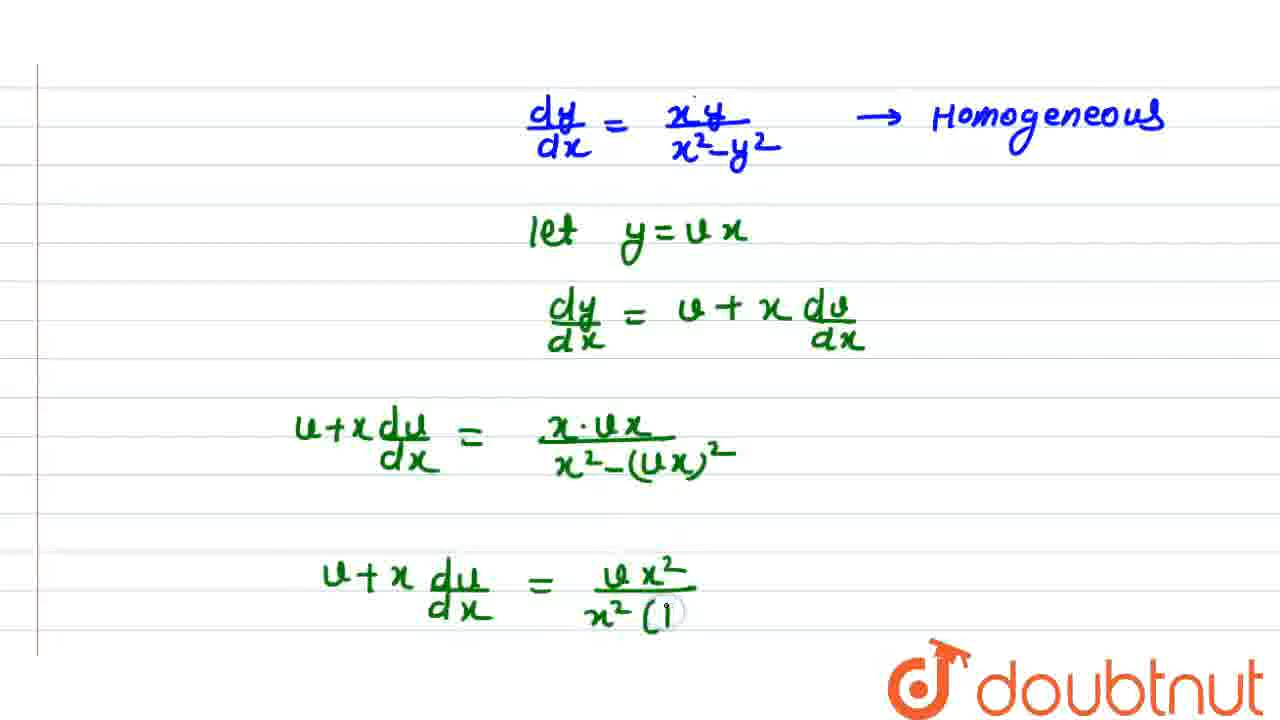 dy/dx = xy/x²-y² → Homogeneous
let y = vx
dy/dx = v + x dv/dx
v + x dv/dx = x·vx/x²-(vx)²
v + x dv/dx = vx²/x²(1
doubtnut